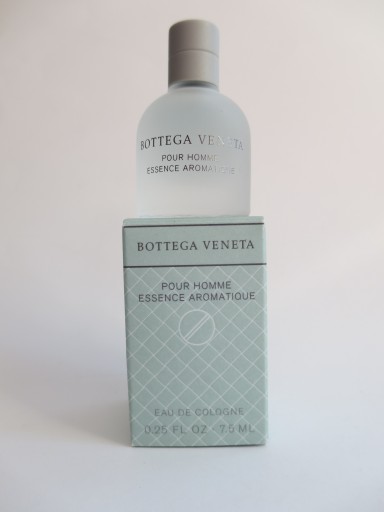 BOTTEGA VENETA
POUR HOMME
ESSENCE AROMATIQUE
BOTTEGA VENETA
POUR HOMME
ESSENCE AROMATIQUE
EAU DE COLOGNE
0.25 FL OZ - 7.5 ML